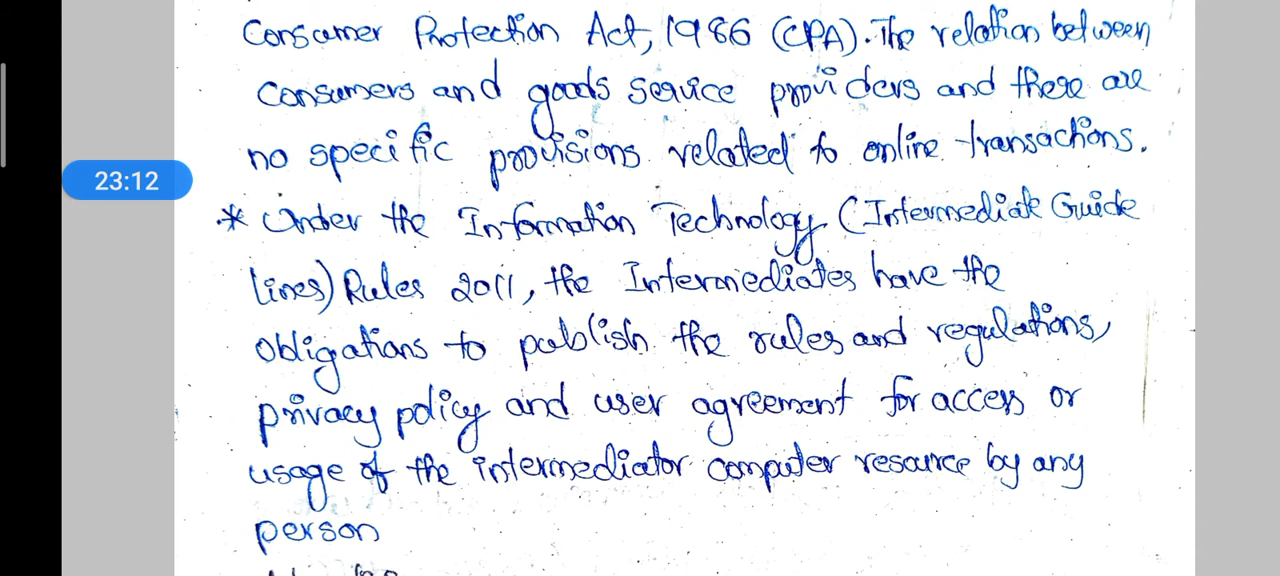 Consumer Protection Act, 1986 (CPA). The relation between
consumers and goods service providers and there are
no specific provisions related to online transactions.
23:12
* Under the Information Technology (Intermediate Guide
lines) Rules 2011, the Intermediates have the
obligations to publish the rules and regulations,
privacy policy and user agreement for access or
usage of the intermediator computer resource by any
person